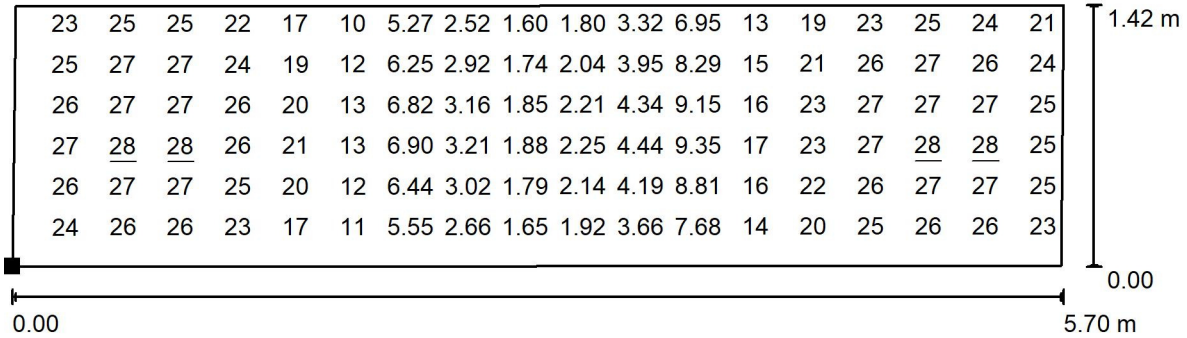 23 25 25 22 17 10 5.27 2.52 1.60 1.80 3.32 6.95 13 19 23 25 24 21 1.42 m
25 27 27 24 19 12 6.25 2.92 1.74 2.04 3.95 8.29 15 21 26 27 26 24
26 27 27 26 20 13 6.82 3.16 1.85 2.21 4.34 9.15 16 23 27 27 27 25
27 28 28 26 21 13 6.90 3.21 1.88 2.25 4.44 9.35 17 23 27 28 28 25
26 27 27 25 20 12 6.44 3.02 1.79 2.14 4.19 8.81 16 22 26 27 27 25
24 26 26 23 17 11 5.55 2.66 1.65 1.92 3.66 7.68 14 20 25 26 26 23
0.00
0.00 5.70 m